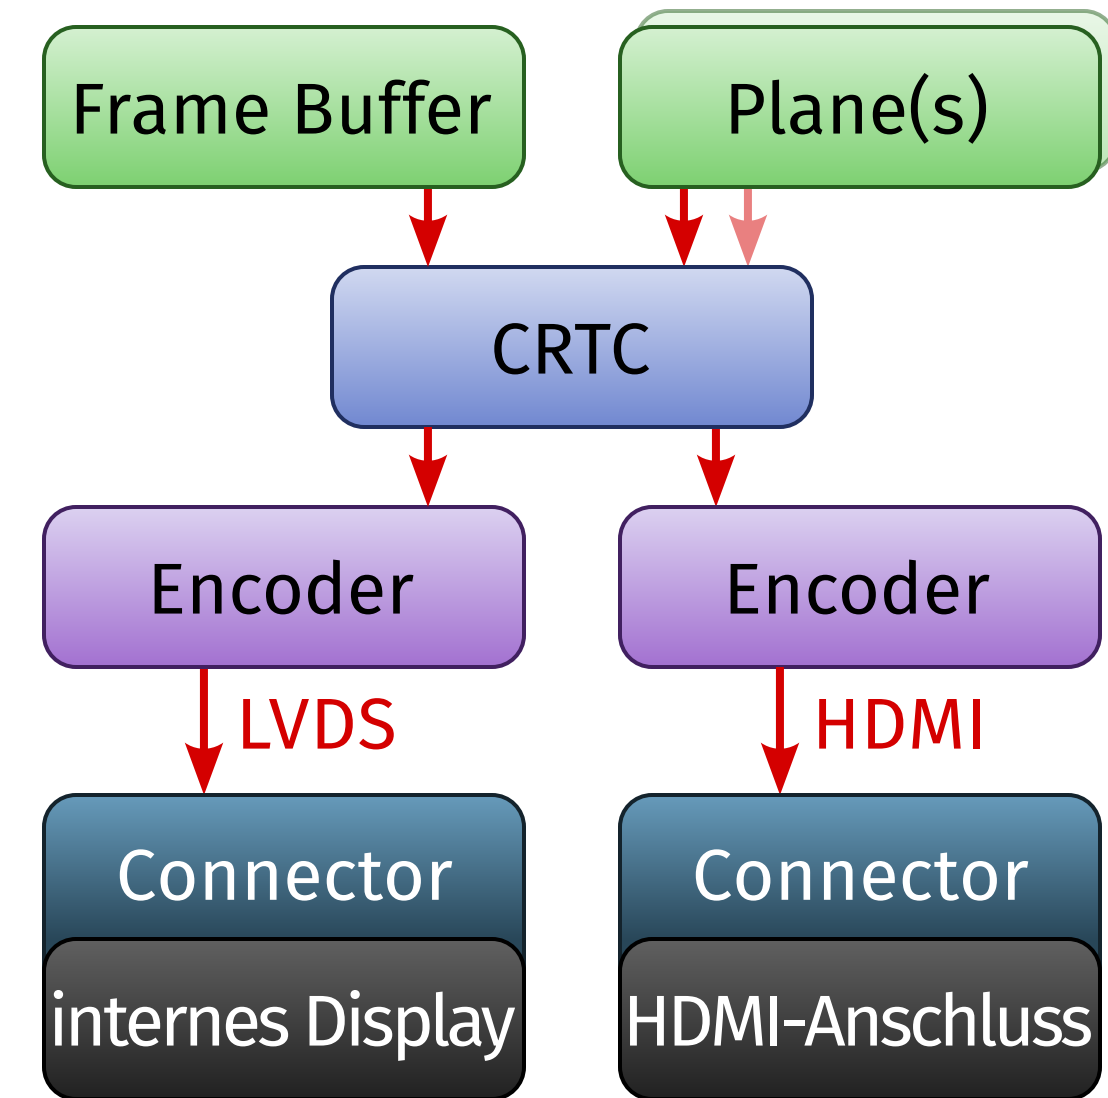 Frame Buffer
Plane(s)
CRTC
Encoder
Encoder
LVDS
HDMI
Connector
Connector
internes Display
HDMI-Anschluss